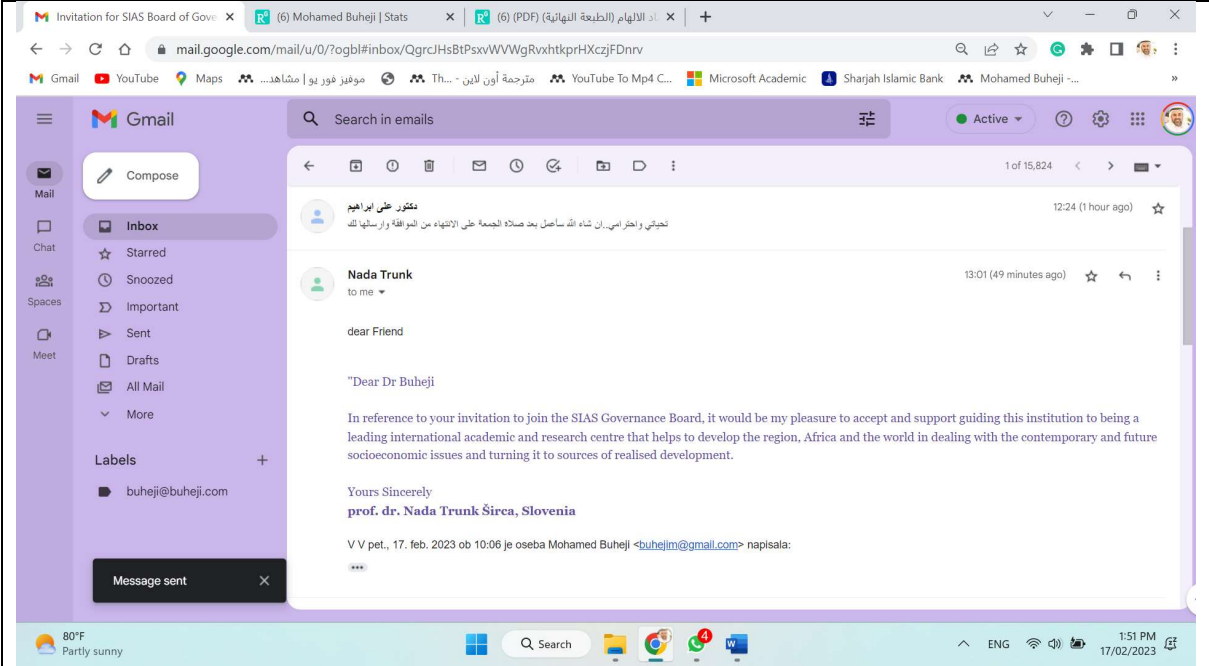 Invitation for SIAS Board of Gove
(6) Mohamed Buheji | Stats
(6) (PDF) (الطبعة النهائية) اد الالهام
mail.google.com/mail/u/0/?ogbl#inbox/QgrcJHsBtPsxvWVWgRvxhtkprHXczjFDnrv
Gmail
YouTube
Maps
موفيز فور يو | مشاهد...
مترجمة أون لاين - ...Th
YouTube To Mp4 C...
Microsoft Academic
Sharjah Islamic Bank
Mohamed Buheji -...
»
Gmail
Search in emails
Active
Mail
Chat
Spaces
Meet
Compose
Inbox
Starred
Snoozed
Important
Sent
Drafts
All Mail
More
Labels
buheji@buheji.com
Message sent
1 of 15,824
دكتور على ابراهيم
12:24 (1 hour ago)
تحياتي واحترامي..إن شاء الله سأعمل بعد صلاة الجمعة على الانتهاء من الموافقة وارسالها لك
Nada Trunk
13:01 (49 minutes ago)
to me
dear Friend
"Dear Dr Buheji
In reference to your invitation to join the SIAS Governance Board, it would be my pleasure to accept and support guiding this institution to being a
leading international academic and research centre that helps to develop the region, Africa and the world in dealing with the contemporary and future
socioeconomic issues and turning it to sources of realised development.
Yours Sincerely
prof. dr. Nada Trunk Širca, Slovenia
V V pet., 17. feb. 2023 ob 10:06 je oseba Mohamed Buheji <buhejim@gmail.com> napisala:
80°F
Partly sunny
Search
4
ENG
1:51 PM
17/02/2023